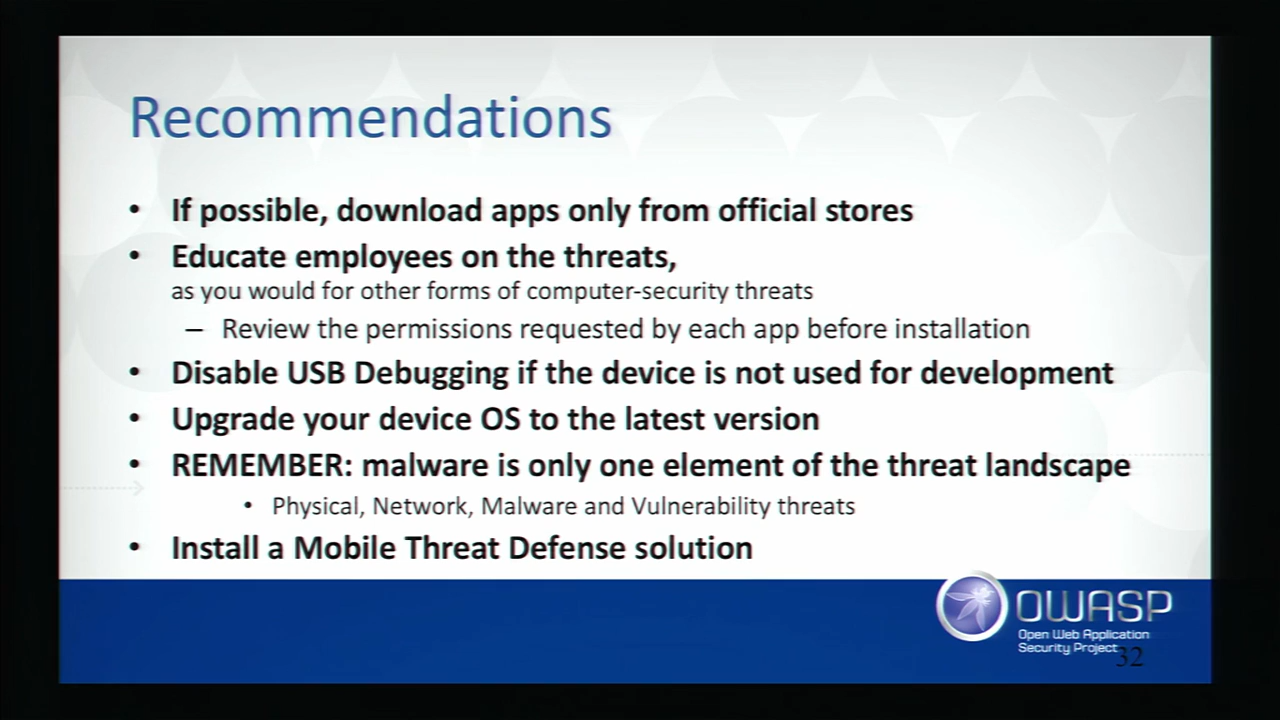 Recommendations
• If possible, download apps only from official stores
• Educate employees on the threats,
as you would for other forms of computer-security threats
– Review the permissions requested by each app before installation
• Disable USB Debugging if the device is not used for development
• Upgrade your device OS to the latest version
• REMEMBER: malware is only one element of the threat landscape
• Physical, Network, Malware and Vulnerability threats
• Install a Mobile Threat Defense solution
OWASP
Open Web Application
Security Project
32